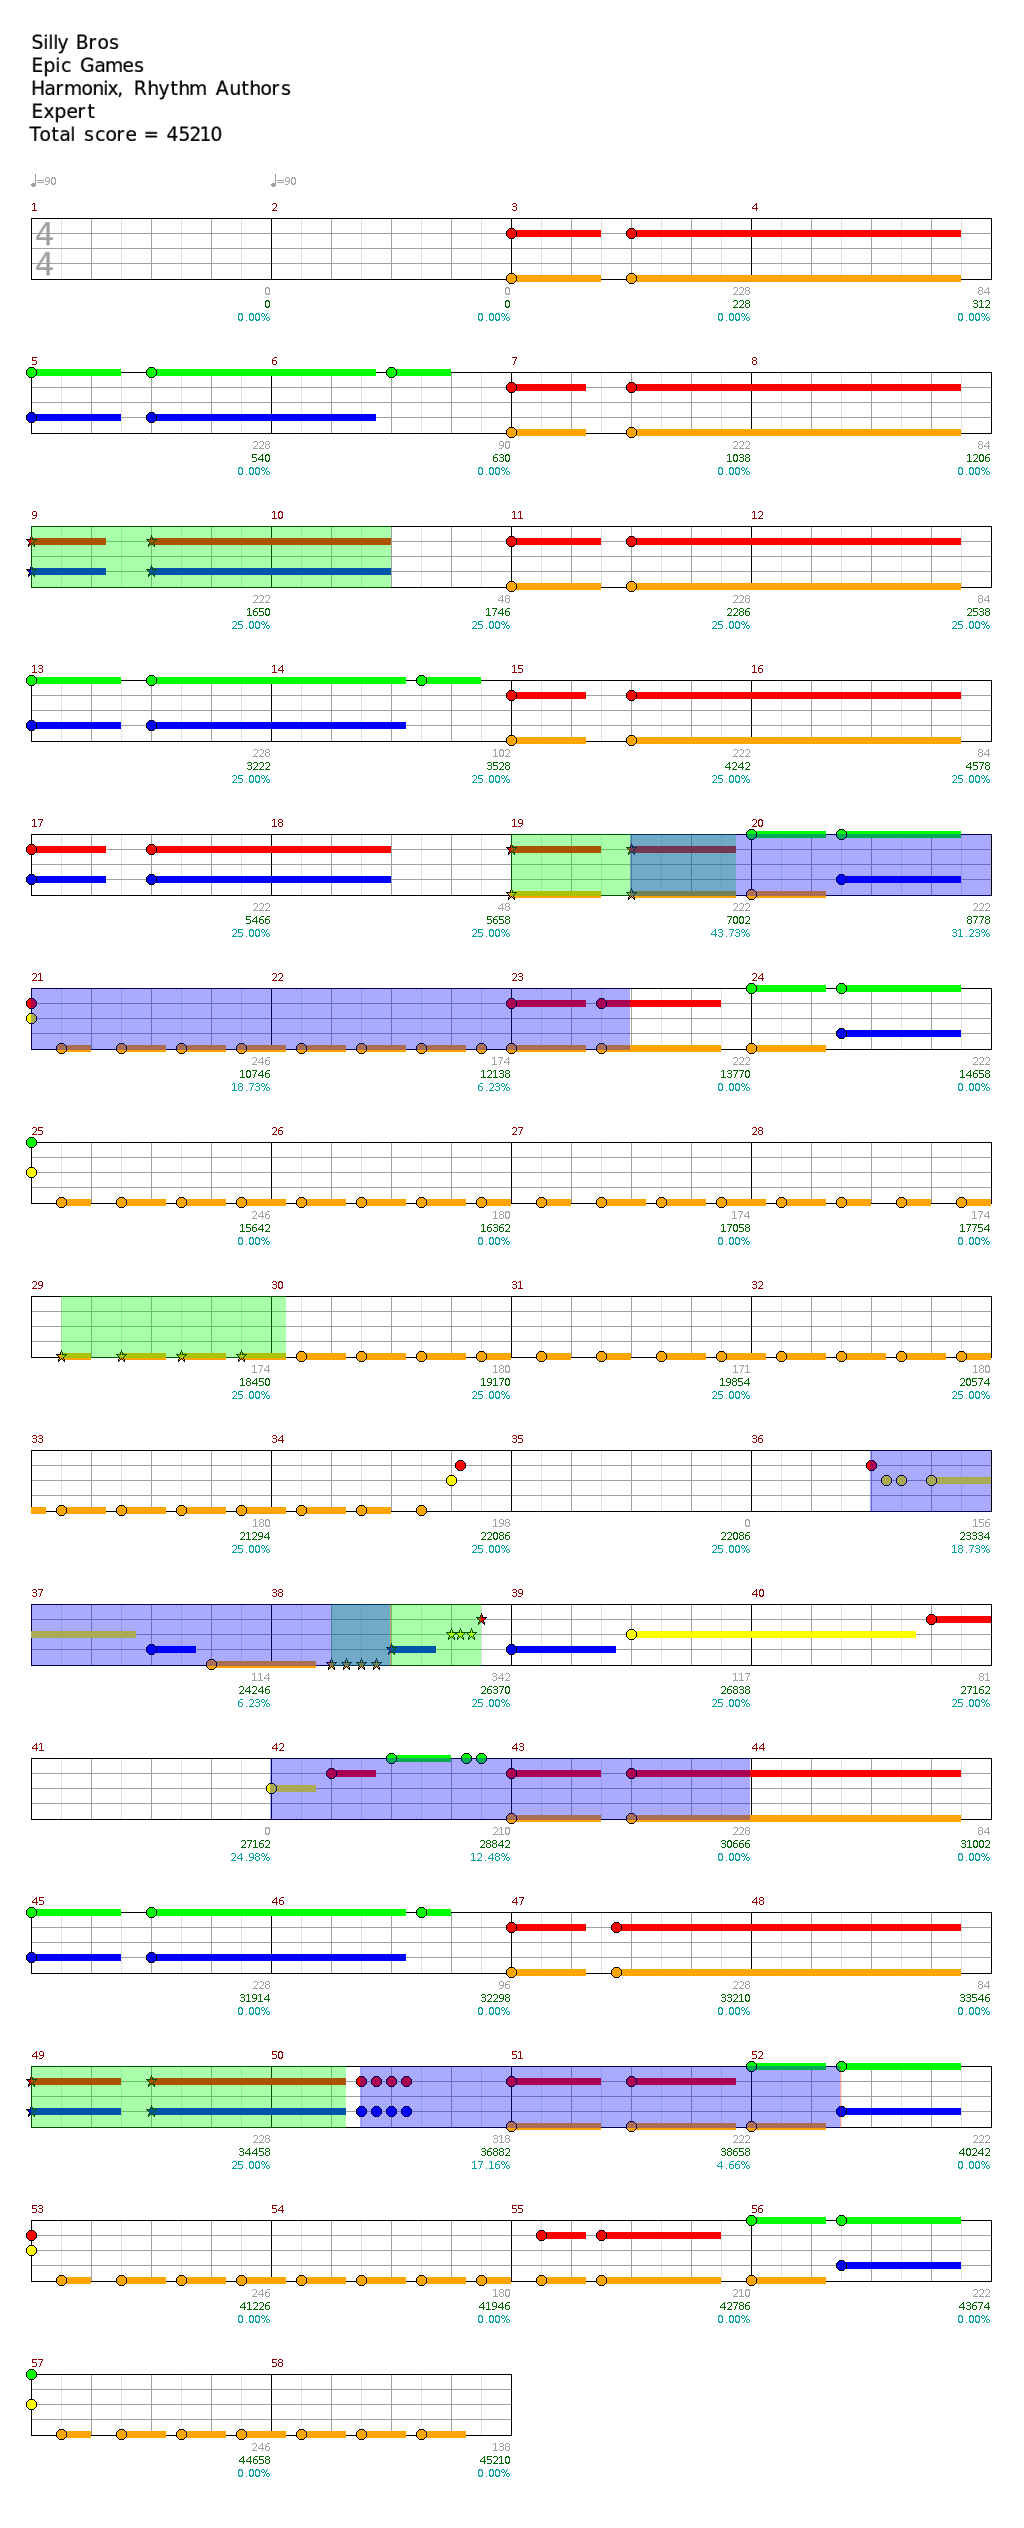 Silly Bros
Epic Games
Harmonix, Rhythm Authors
Expert
Total score = 45210
♩=90 ♩=90
1 2 3 4
4
4
0 0 228 84
0 0 228 312
0.00% 0.00% 0.00% 0.00%
5 6 7 8
228 90 222 84
540 630 1038 1206
0.00% 0.00% 0.00% 0.00%
9 10 11 12
222 48 228 84
1650 1746 2286 2538
25.00% 25.00% 25.00% 25.00%
13 14 15 16
228 102 222 84
3222 3528 4242 4578
25.00% 25.00% 25.00% 25.00%
17 18 19 20
222 48 222 222
5466 5658 7002 8778
25.00% 25.00% 43.73% 31.23%
21 22 23 24
246 174 222 222
10746 12138 13770 14658
18.73% 6.23% 0.00% 0.00%
25 26 27 28
246 180 174 174
15642 16362 17058 17754
0.00% 0.00% 0.00% 0.00%
29 30 31 32
174 180 171 180
18450 19170 19854 20574
25.00% 25.00% 25.00% 25.00%
33 34 35 36
180 198 0 156
21294 22086 22086 23334
25.00% 25.00% 25.00% 18.73%
37 38 39 40
114 342 117 81
24246 26370 26838 27162
6.23% 25.00% 25.00% 25.00%
41 42 43 44
0 210 228 84
27162 28842 30666 31002
24.98% 12.48% 0.00% 0.00%
45 46 47 48
228 96 228 84
31914 32298 33210 33546
0.00% 0.00% 0.00% 0.00%
49 50 51 52
228 318 222 222
34458 36882 38658 40242
25.00% 17.16% 4.66% 0.00%
53 54 55 56
246 180 210 222
41226 41946 42786 43674
0.00% 0.00% 0.00% 0.00%
57 58
246 138
44658 45210
0.00% 0.00%